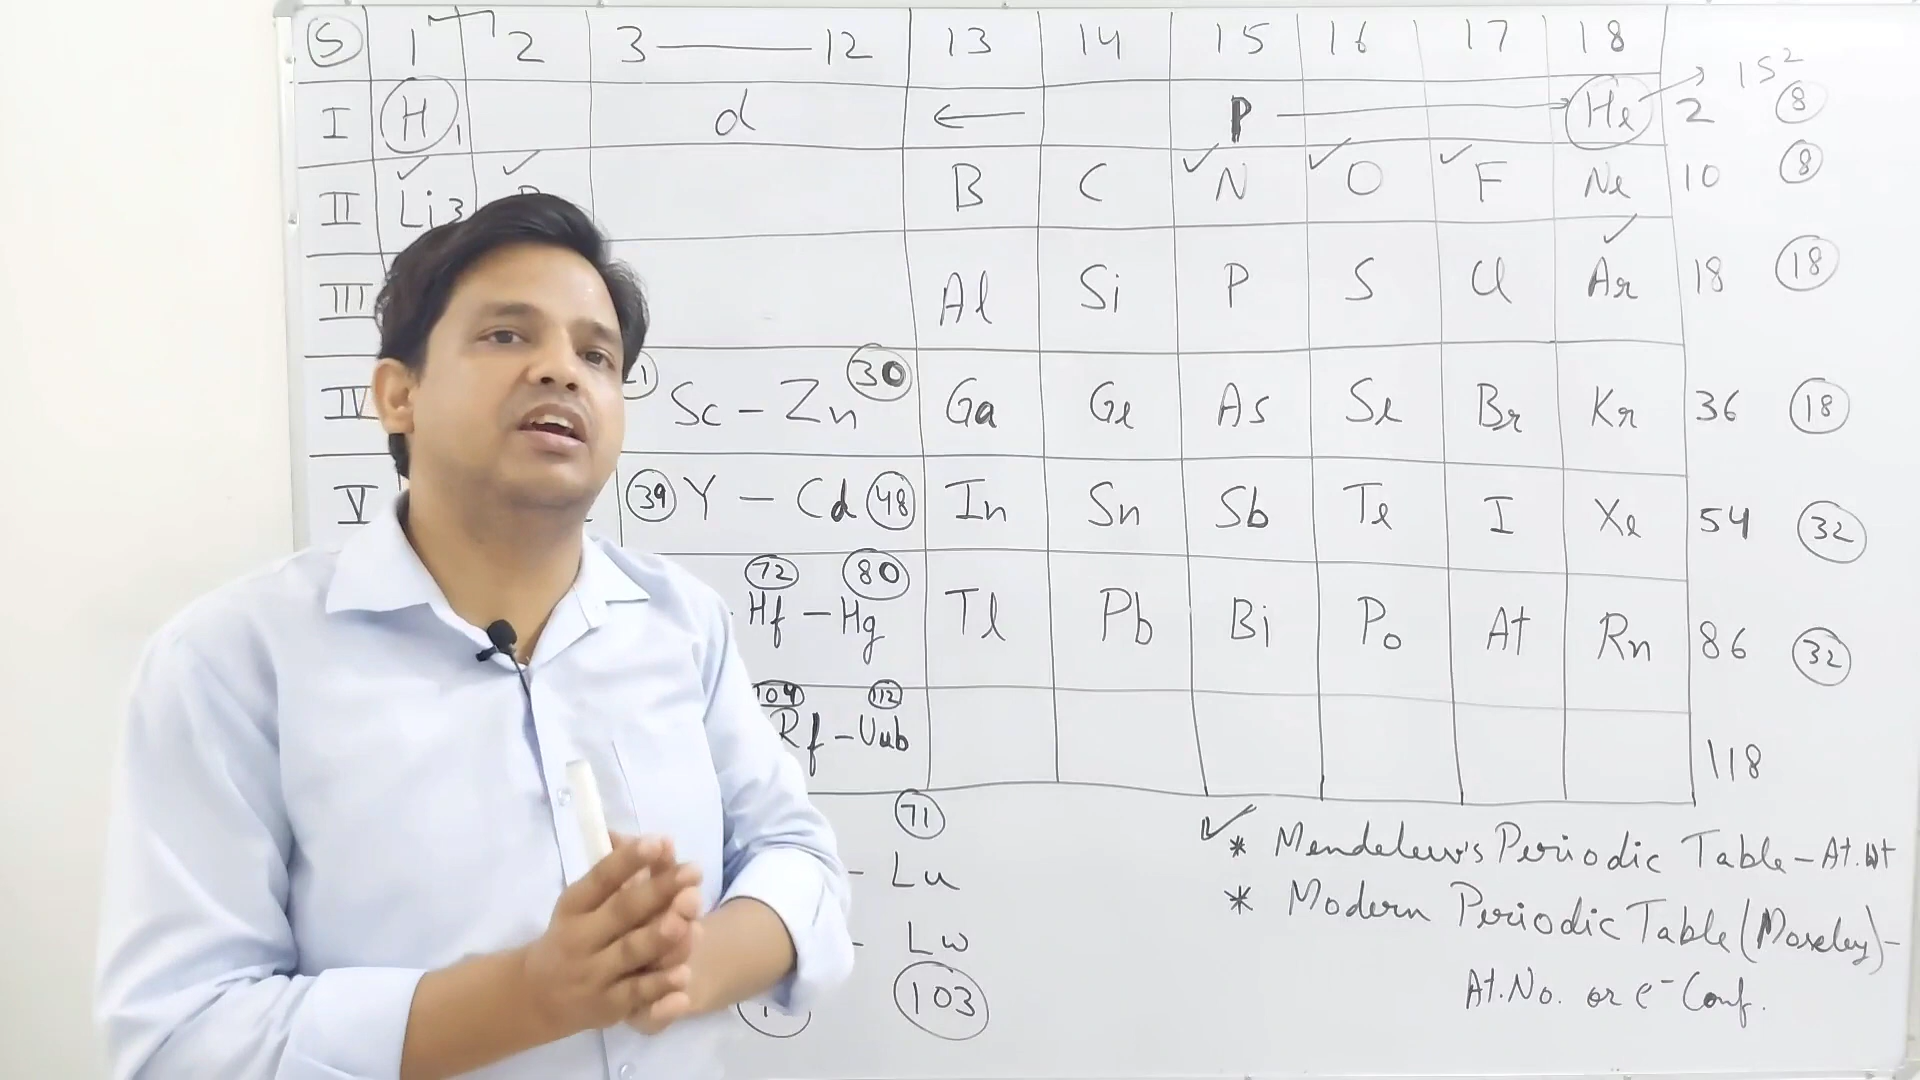 S 1 2 3 — 12 13 14 15 16 17 18
I H1 d ← P → He → 1S² 2 8
II Li3 B C N O F Ne 10 8
III Al Si P S Cl Ar 18 18
IV Sc - Zn 30 Ga Ge As Se Br Kr 36 18
V 39 Y - Cd 48 In Sn Sb Te I Xe 54 32
72 Hf - 80 Hg Tl Pb Bi Po At Rn 86 32
104 Rf - 112 Uub 118
71
- Lu
- Lw
103
* Mendeleev's Periodic Table - At. Wt
* Modern Periodic Table (Moseley) -
At. No. or e⁻ Conf.